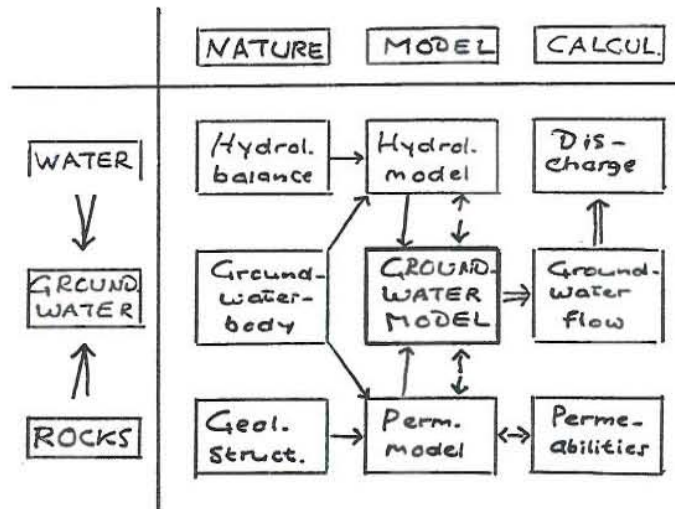 NATURE MODEL CALCUL.
WATER
GROUND.
WATER
ROCKS
Hydrol.
balance
Hydrol.
model
Dis-
charge
Ground-
water-
body
GROUND-
WATER
MODEL
Ground-
water
flow
Geol.
Struct.
Perm.
model
Perme-
abilities